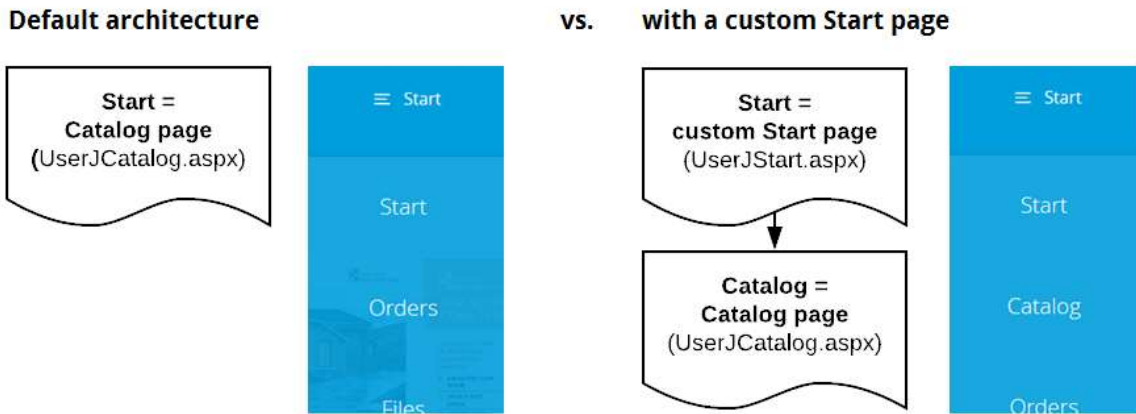 Default architecture
vs.
with a custom Start page
Start =
Catalog page
(UserJCatalog.aspx)
☰ Start
Start
Orders
Files
Start =
custom Start page
(UserJStart.aspx)
Catalog =
Catalog page
(UserJCatalog.aspx)
☰ Start
Start
Catalog
Orders